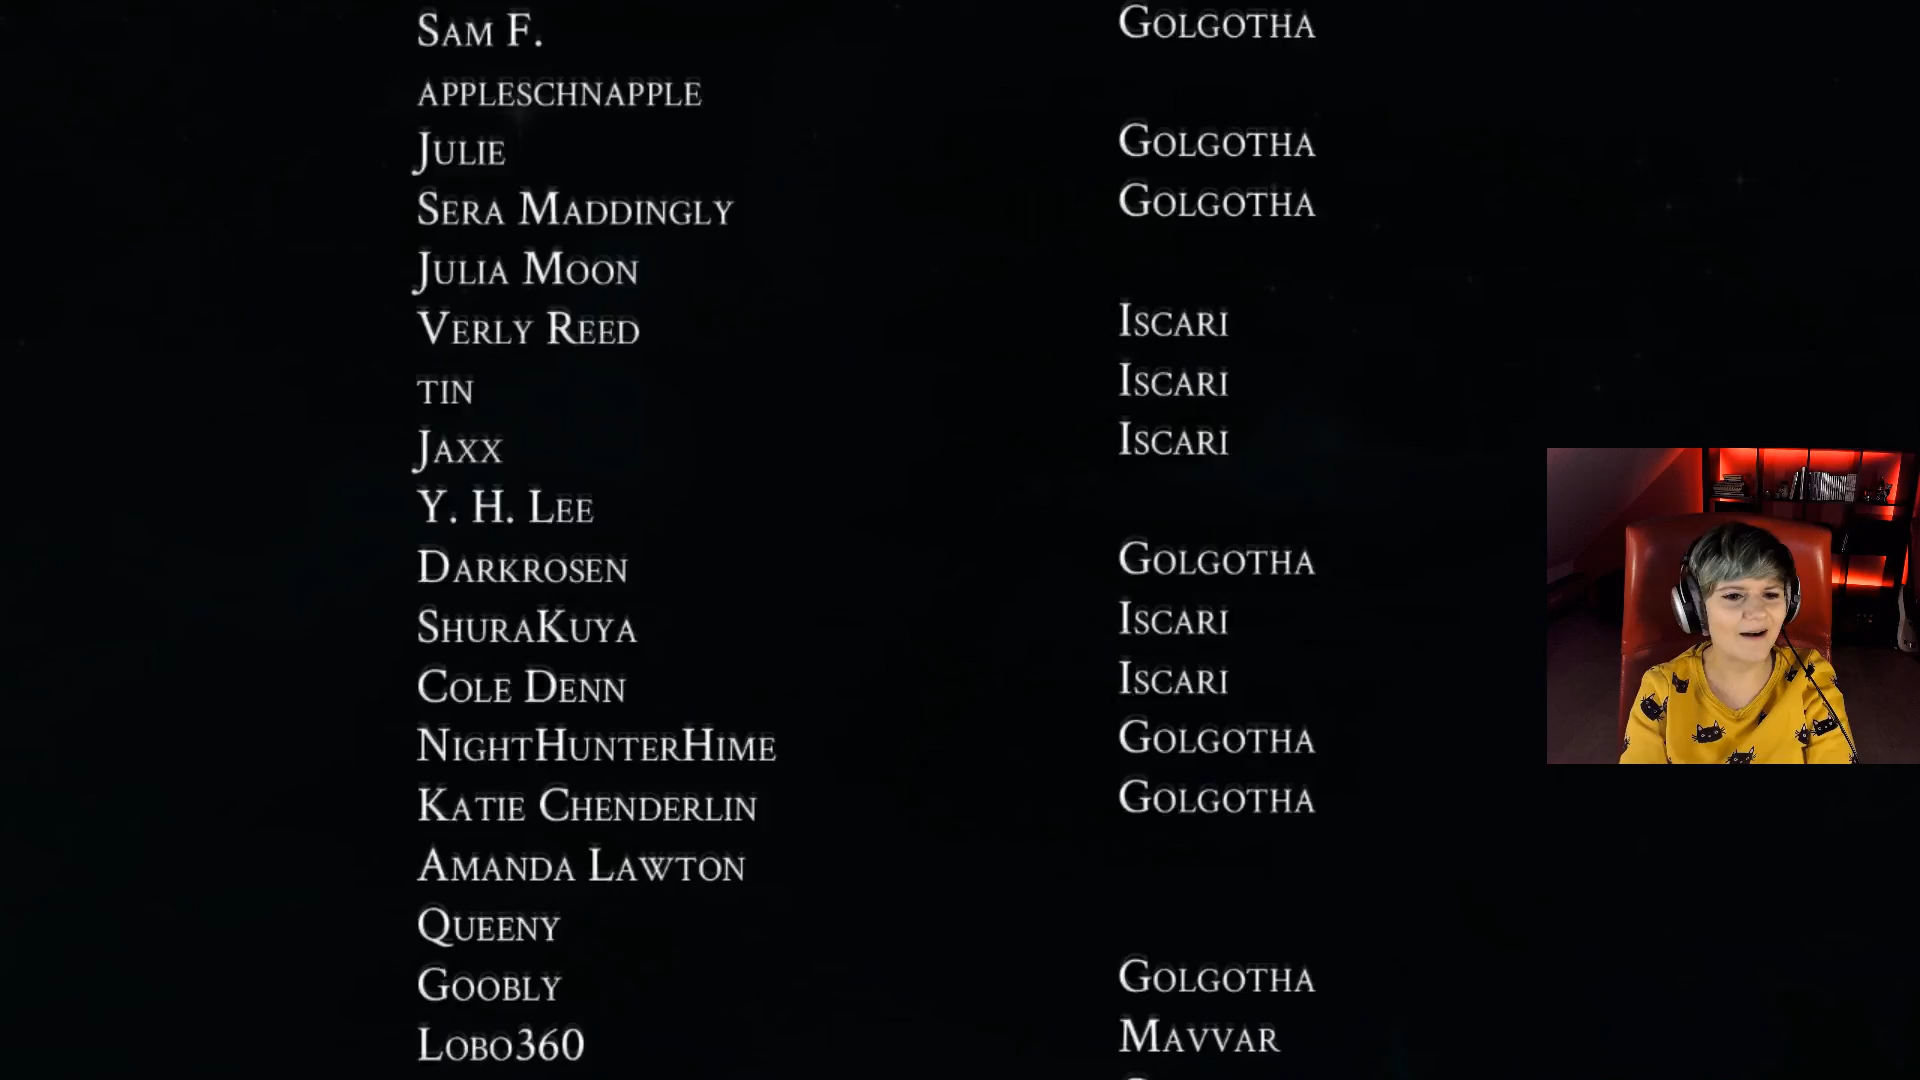 Sam F. Golgotha
appleschnapple
Julie Golgotha
Sera Maddingly Golgotha
Julia Moon
Verly Reed Iscari
tin Iscari
Jaxx Iscari
Y. H. Lee
Darkrosen Golgotha
ShuraKuya Iscari
Cole Denn Iscari
NightHunterHime Golgotha
Katie Chenderlin Golgotha
Amanda Lawton
Queeny
Goobly Golgotha
Lobo360 Mavvar